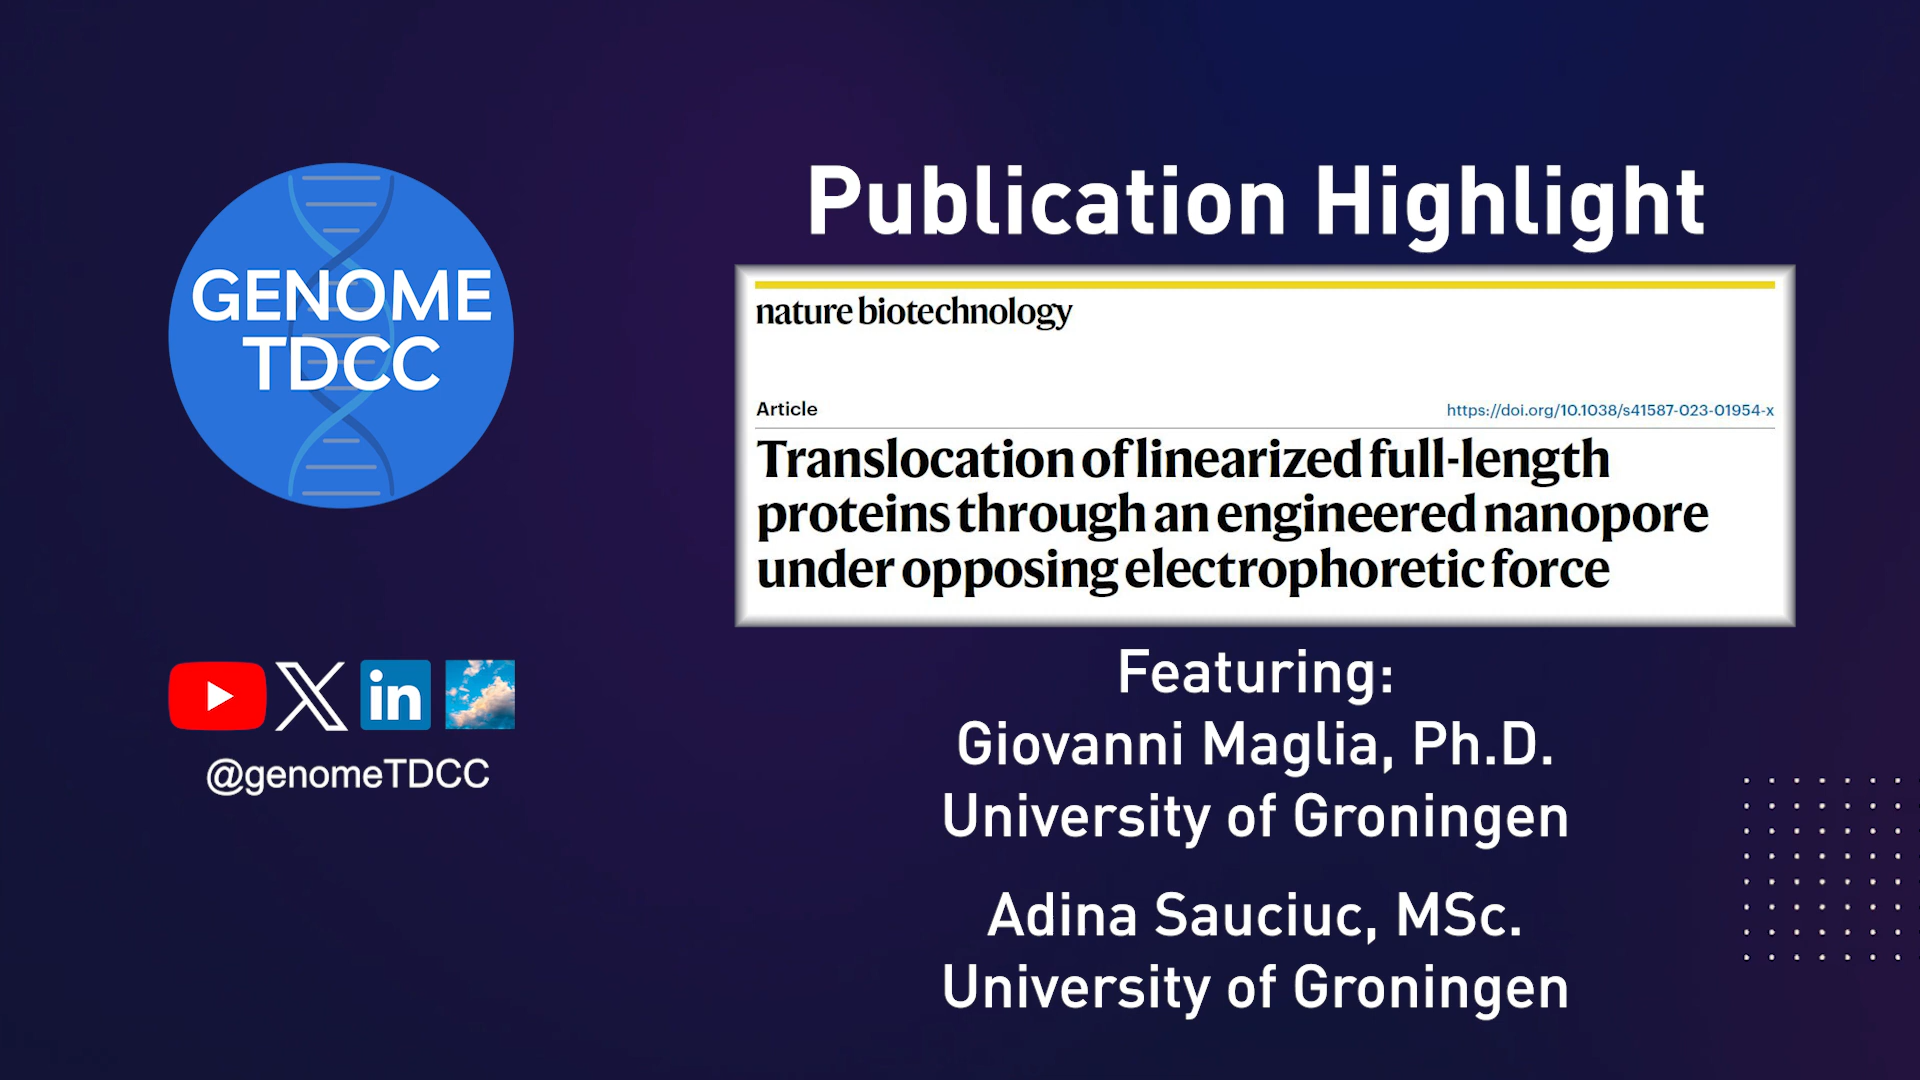 GENOME
TDCC
@genomeTDCC
Publication Highlight
nature biotechnology
Article
https://doi.org/10.1038/s41587-023-01954-x
Translocation of linearized full-length
proteins through an engineered nanopore
under opposing electrophoretic force
Featuring:
Giovanni Maglia, Ph.D.
University of Groningen
Adina Sauciuc, MSc.
University of Groningen